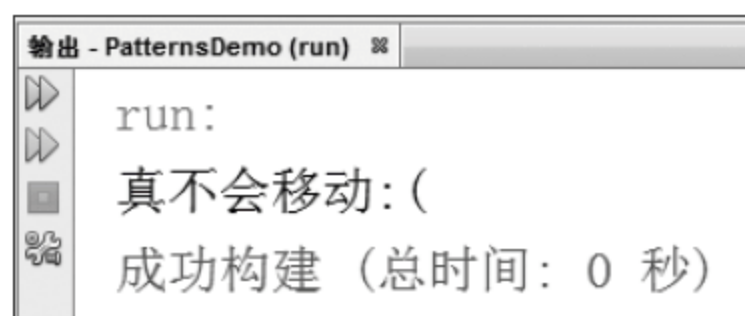 输出 - PatternsDemo (run)
run:
真不会移动:(
成功构建 (总时间: 0 秒)